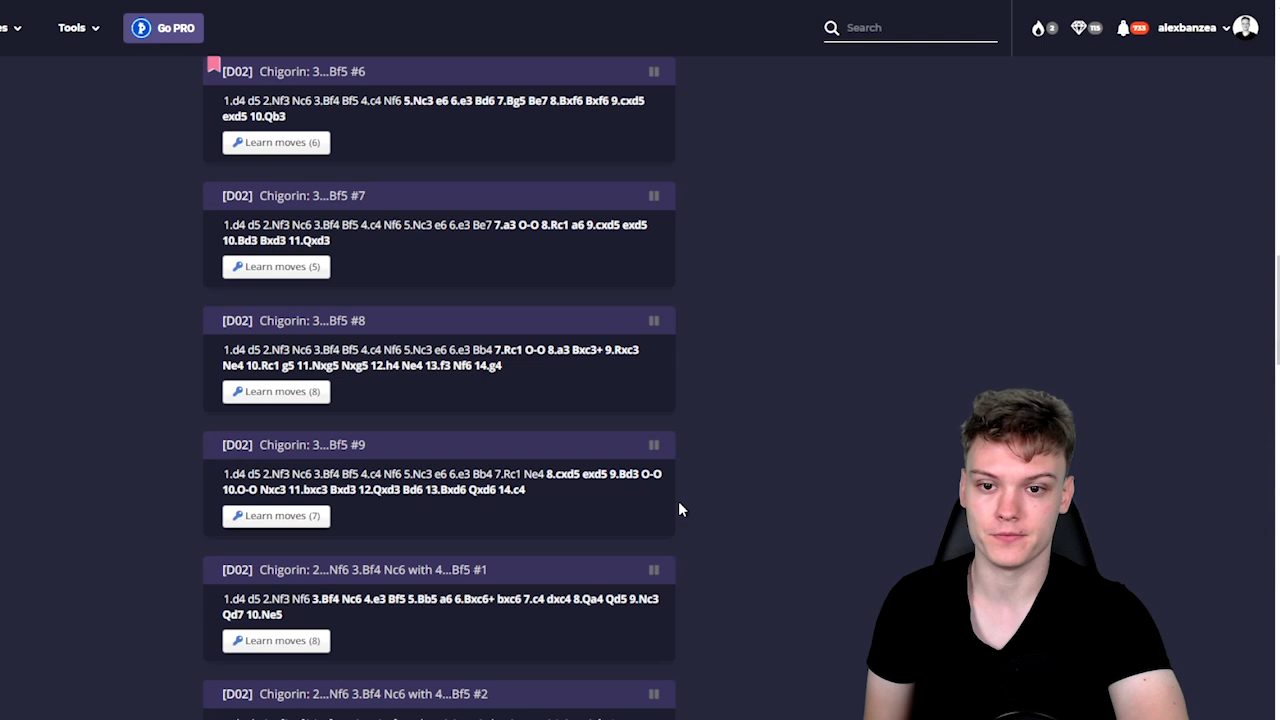 Tools
Go PRO
Search
2
115
733
alexbanzea
[D02] Chigorin: 3...Bf5 #6
1.d4 d5 2.Nf3 Nc6 3.Bf4 Bf5 4.c4 Nf6 5.Nc3 e6 6.e3 Bd6 7.Bg5 Be7 8.Bxf6 Bxf6 9.cxd5
exd5 10.Qb3
Learn moves (6)
[D02] Chigorin: 3...Bf5 #7
1.d4 d5 2.Nf3 Nc6 3.Bf4 Bf5 4.c4 Nf6 5.Nc3 e6 6.e3 Be7 7.a3 O-O 8.Rc1 a6 9.cxd5 exd5
10.Bd3 Bxd3 11.Qxd3
Learn moves (5)
[D02] Chigorin: 3...Bf5 #8
1.d4 d5 2.Nf3 Nc6 3.Bf4 Bf5 4.c4 Nf6 5.Nc3 e6 6.e3 Bb4 7.Rc1 O-O 8.a3 Bxc3+ 9.Rxc3
Ne4 10.Rc1 g5 11.Nxg5 Nxg5 12.h4 Ne4 13.f3 Nf6 14.g4
Learn moves (8)
[D02] Chigorin: 3...Bf5 #9
1.d4 d5 2.Nf3 Nc6 3.Bf4 Bf5 4.c4 Nf6 5.Nc3 e6 6.e3 Bb4 7.Rc1 Ne4 8.cxd5 exd5 9.Bd3 O-O
10.O-O Nxc3 11.bxc3 Bxd3 12.Qxd3 Bd6 13.Bxd6 Qxd6 14.c4
Learn moves (7)
[D02] Chigorin: 2...Nf6 3.Bf4 Nc6 with 4...Bf5 #1
1.d4 d5 2.Nf3 Nf6 3.Bf4 Nc6 4.e3 Bf5 5.Bb5 a6 6.Bxc6+ bxc6 7.c4 dxc4 8.Qa4 Qd5 9.Nc3
Qd7 10.Ne5
Learn moves (8)
[D02] Chigorin: 2...Nf6 3.Bf4 Nc6 with 4...Bf5 #2